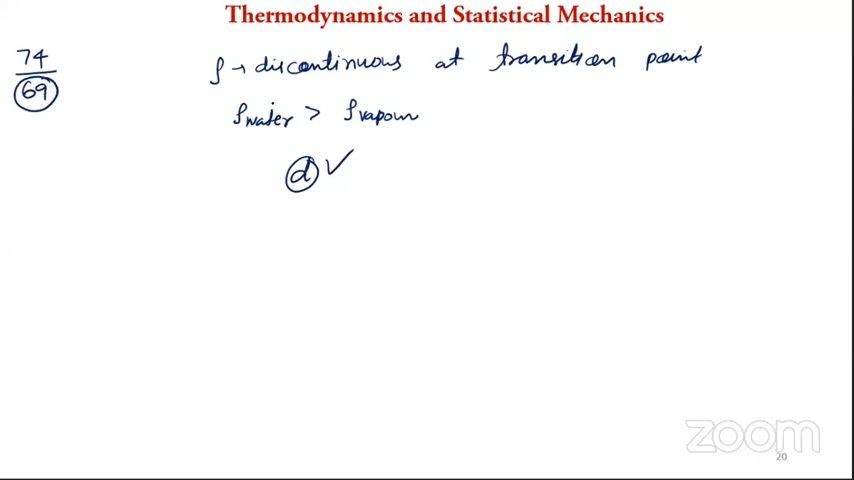 Thermodynamics and Statistical Mechanics
74
69
ρ → discontinuous at transition point
ρwater > ρvapour
d ✓
zoom
20